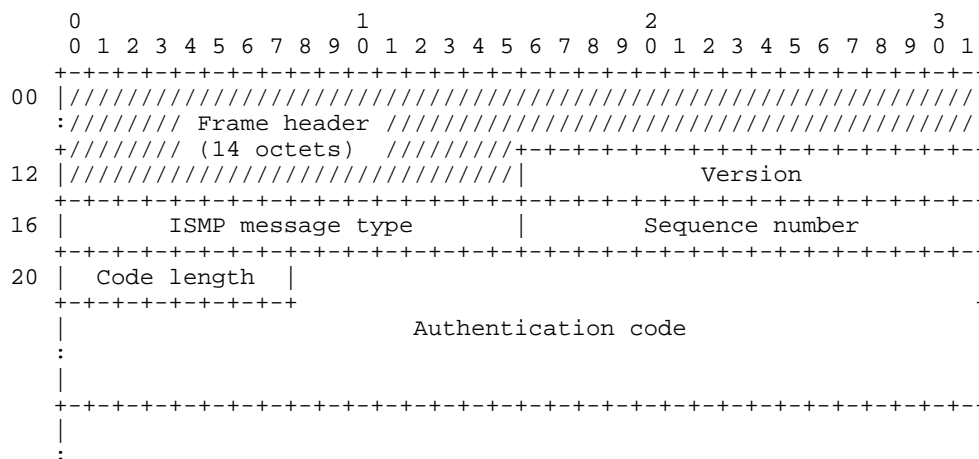 0                   1                   2                   3
 0 1 2 3 4 5 6 7 8 9 0 1 2 3 4 5 6 7 8 9 0 1 2 3 4 5 6 7 8 9 0 1
+-+-+-+-+-+-+-+-+-+-+-+-+-+-+-+-+-+-+-+-+-+-+-+-+-+-+-+-+-+-+-+-
00 |///////////////////////////////////////////////////////////////
://////// Frame header /////////////////////////////////////////
+//////// (14 octets)  /////////+-+-+-+-+-+-+-+-+-+-+-+-+-+-+-+-
12 |///////////////////////////////|            Version
+-+-+-+-+-+-+-+-+-+-+-+-+-+-+-+-+-+-+-+-+-+-+-+-+-+-+-+-+-+-+-+-
16 |       ISMP message type       |        Sequence number
+-+-+-+-+-+-+-+-+-+-+-+-+-+-+-+-+-+-+-+-+-+-+-+-+-+-+-+-+-+-+-+-
20 |  Code length  |
+-+-+-+-+-+-+-+-+                                               +
|                        Authentication code
:
|
+-+-+-+-+-+-+-+-+-+-+-+-+-+-+-+-+-+-+-+-+-+-+-+-+-+-+-+-+-+-+-+-
|
: